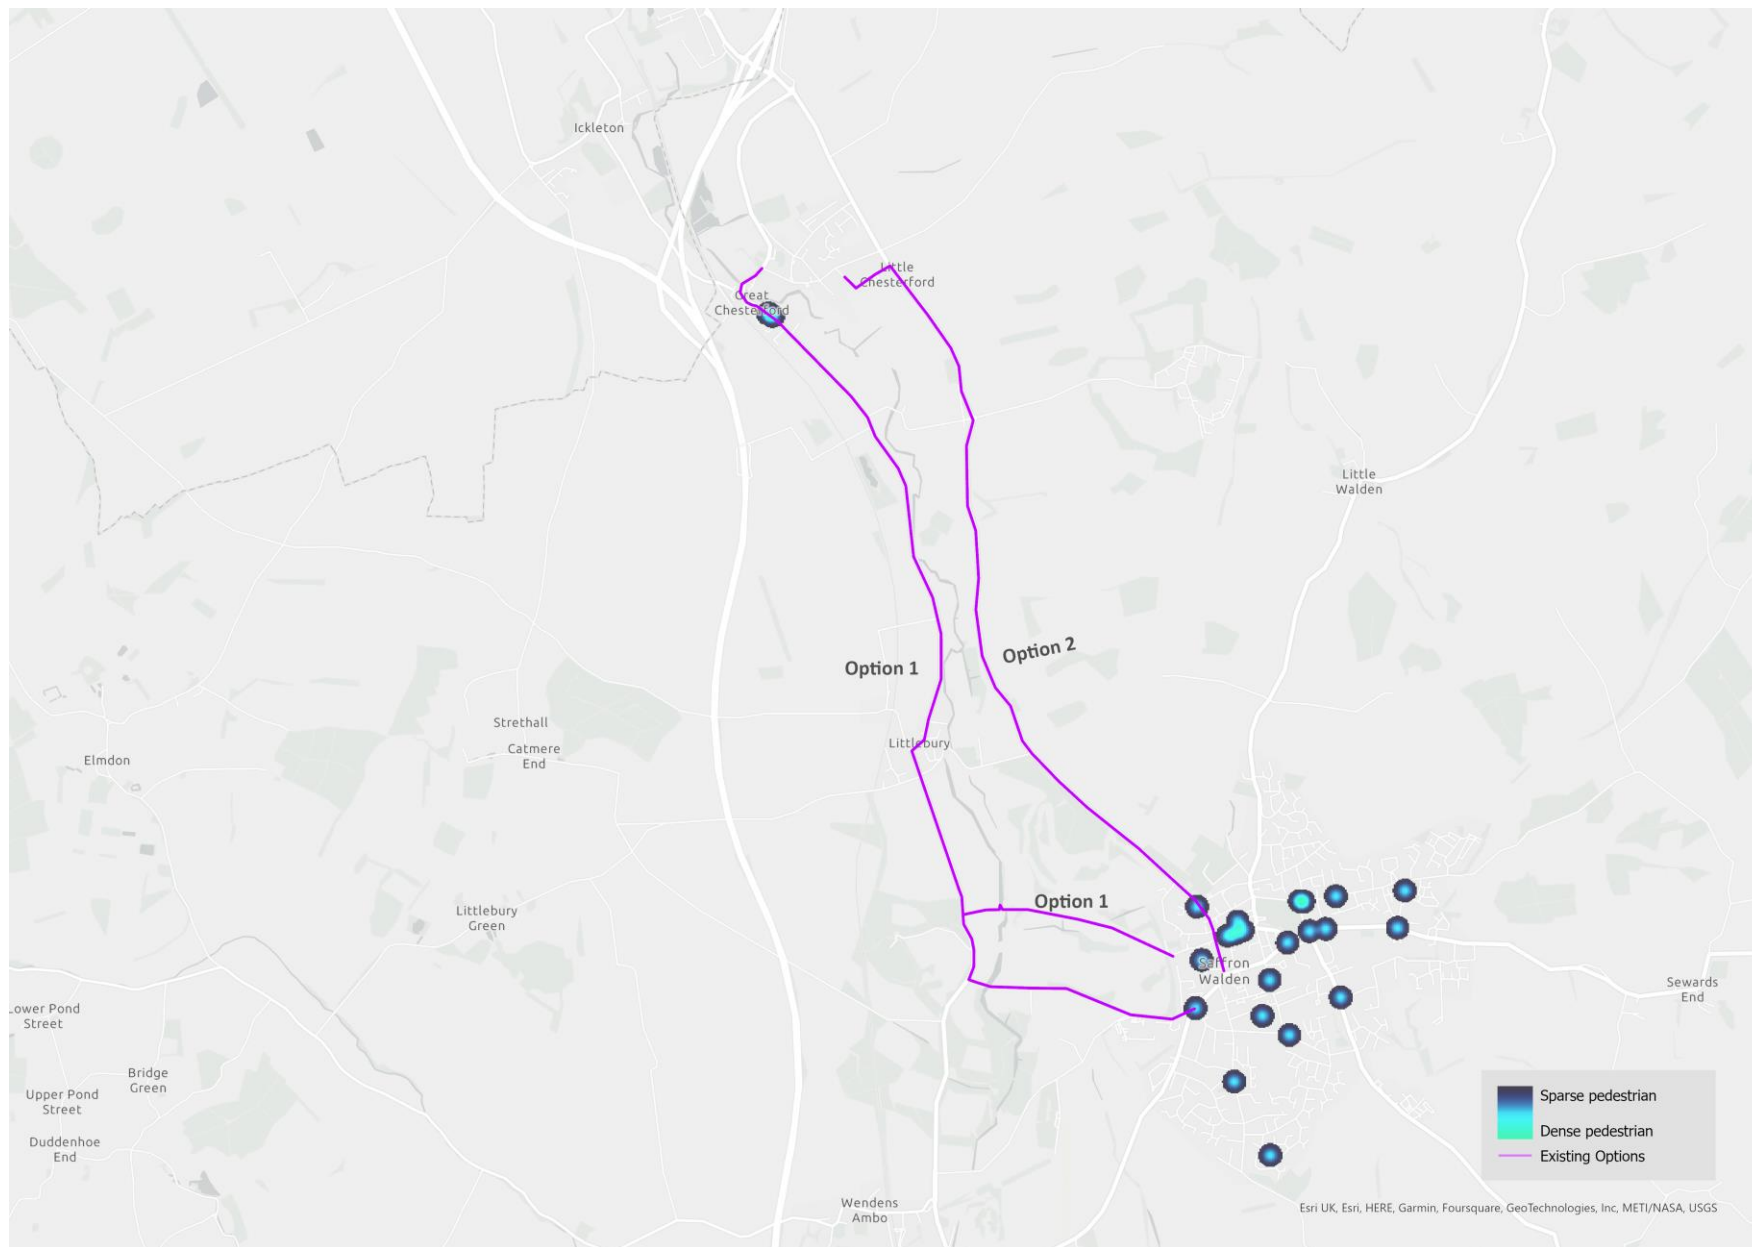 Ickleton
Little
Chesterford
Great
Chesterford
Little
Walden
Option 2
Option 1
Strethall
Littlebury
Catmere
End
Elmdon
Option 1
Littlebury
Green
Saffron
Walden
Sewards
End
Lower Pond
Street
Bridge
Green
Upper Pond
Street
Duddenhoe
End
Wendens
Ambo
Sparse pedestrian
Dense pedestrian
Existing Options
Esri UK, Esri, HERE, Garmin, Foursquare, GeoTechnologies, Inc, METI/NASA, USGS